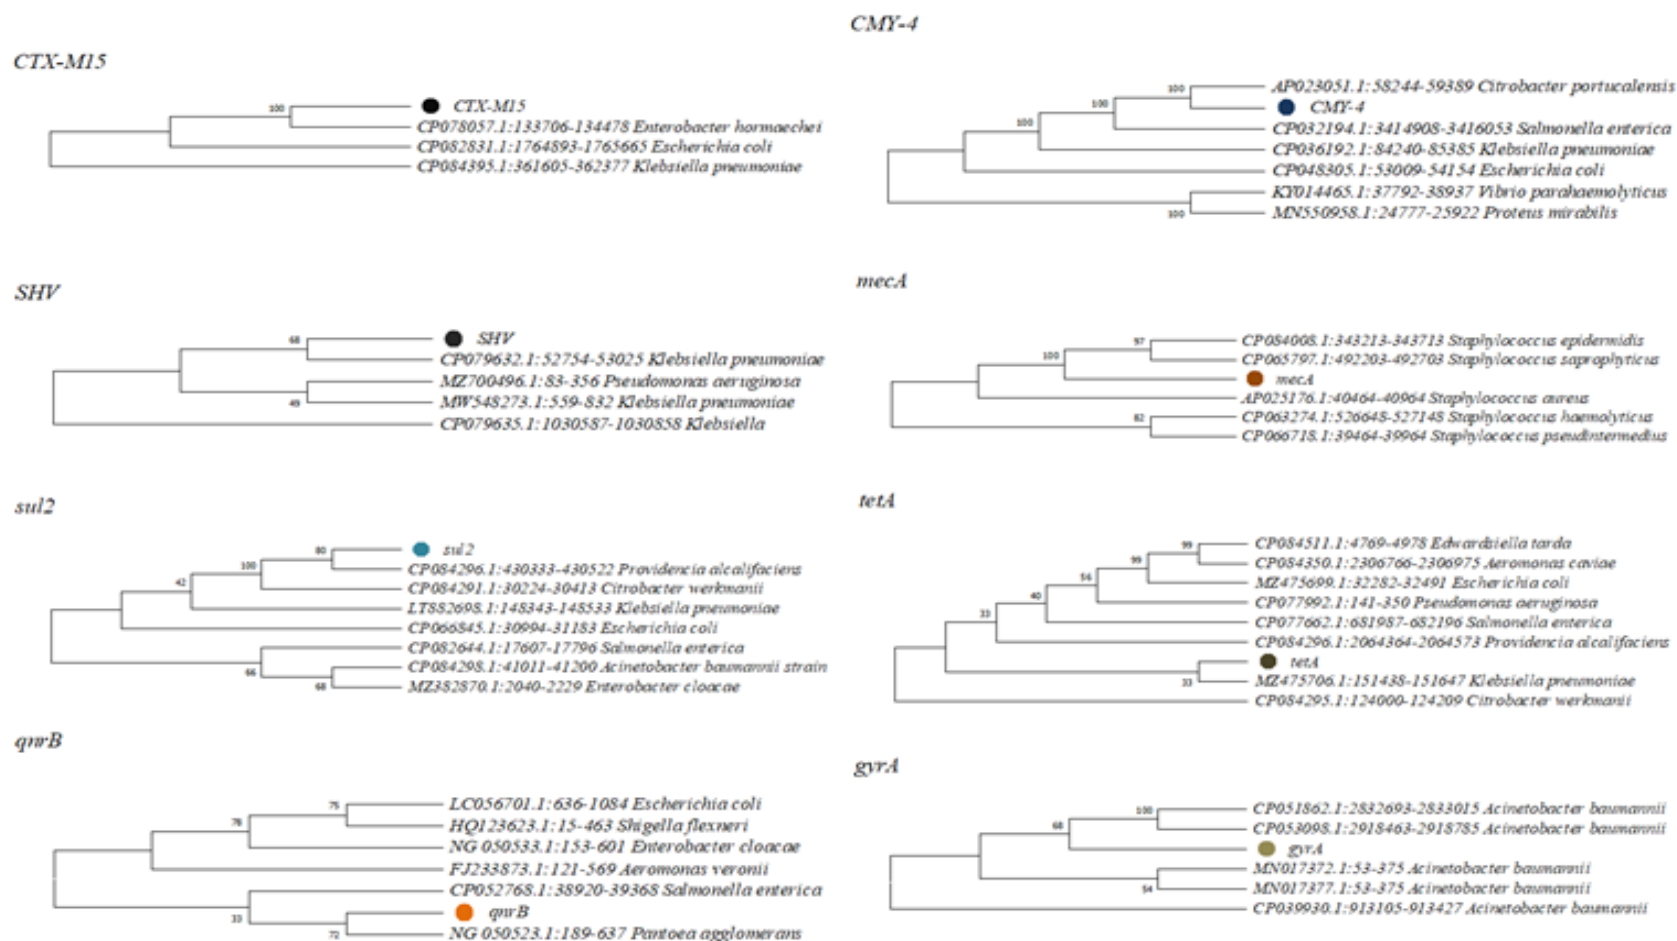 CTX-M15
100
CTX-M15
CP078057.1:133706-134478 Enterobacter hormaechei
CP082831.1:1764893-1765665 Escherichia coli
CP084395.1:361605-362377 Klebsiella pneumoniae
CMY-4
100
100
100
AP023051.1:58244-59389 Citrobacter portucalensis
CMY-4
CP032194.1:3414908-3416053 Salmonella enterica
CP036192.1:84240-85385 Klebsiella pneumoniae
CP048305.1:53009-54154 Escherichia coli
KY014465.1:37792-38937 Vibrio parahaemolyticus
MN550958.1:24777-25922 Proteus mirabilis
100
SHV
68
SHV
CP079632.1:52754-53025 Klebsiella pneumoniae
MZ700496.1:83-356 Pseudomonas aeruginosa
MW548273.1:559-832 Klebsiella pneumoniae
49
CP079635.1:1030587-1030858 Klebsiella
mecA
97
100
CP084008.1:343213-343713 Staphylococcus epidermidis
CP065797.1:492203-492703 Staphylococcus saprophyticus
mecA
AP025176.1:40464-40964 Staphylococcus aureus
CP063274.1:526648-527148 Staphylococcus haemolyticus
82
CP066718.1:39464-39964 Staphylococcus pseudintermedius
sul2
80
100
42
sul2
CP084296.1:430333-430522 Providencia alcalifaciens
CP084291.1:30224-30413 Citrobacter werkmanii
LT882698.1:148343-148533 Klebsiella pneumoniae
CP066845.1:30994-31183 Escherichia coli
CP082644.1:17607-17796 Salmonella enterica
CP084298.1:41011-41200 Acinetobacter baumannii strain
MZ382870.1:2040-2229 Enterobacter cloacae
66
68
tetA
99
99
56
40
33
CP084511.1:4769-4978 Edwardsiella tarda
CP084350.1:2306766-2306975 Aeromonas caviae
MZ475699.1:32282-32491 Escherichia coli
CP077992.1:141-350 Pseudomonas aeruginosa
CP077662.1:681987-682196 Salmonella enterica
CP084296.1:2064364-2064573 Providencia alcalifaciens
tetA
MZ475706.1:151438-151647 Klebsiella pneumoniae
33
CP084295.1:124000-124209 Citrobacter werkmanii
qnrB
75
78
LC056701.1:636-1084 Escherichia coli
HQ123623.1:15-463 Shigella flexneri
NG 050533.1:153-601 Enterobacter cloacae
FJ233873.1:121-569 Aeromonas veronii
CP052768.1:38920-39368 Salmonella enterica
qnrB
NG 050523.1:189-637 Pantoea agglomerans
33
72
gyrA
100
68
CP051862.1:2832693-2833015 Acinetobacter baumannii
CP053098.1:2918463-2918785 Acinetobacter baumannii
gyrA
MN017372.1:53-375 Acinetobacter baumannii
MN017377.1:53-375 Acinetobacter baumannii
54
CP039930.1:913105-913427 Acinetobacter baumannii